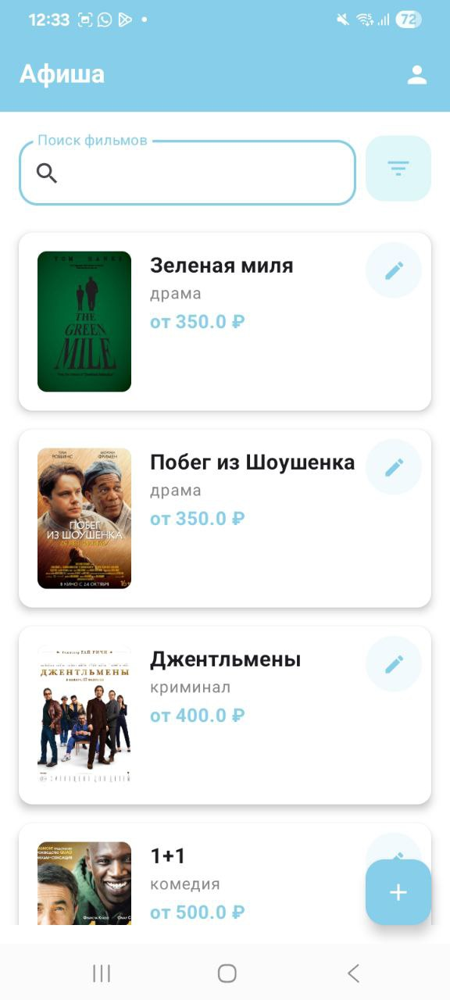 12:33
72
Афиша
Поиск фильмов
Зеленая миля
драма
от 350.0 ₽
TOM HANKS
THE
GREEN
MILE
Побег из Шоушенка
драма
от 350.0 ₽
ТИМ РОББИНС
МОРГАН ФРИМЕН
ПОБЕГ
ИЗ ШОУШЕНКА
В КИНО С 24 ОКТЯБРЯ
16+
Джентльмены
криминал
от 400.0 ₽
ГАЙ РИЧИ
ДЖЕНТЛЬМЕНЫ
1+1
комедия
от 500.0 ₽